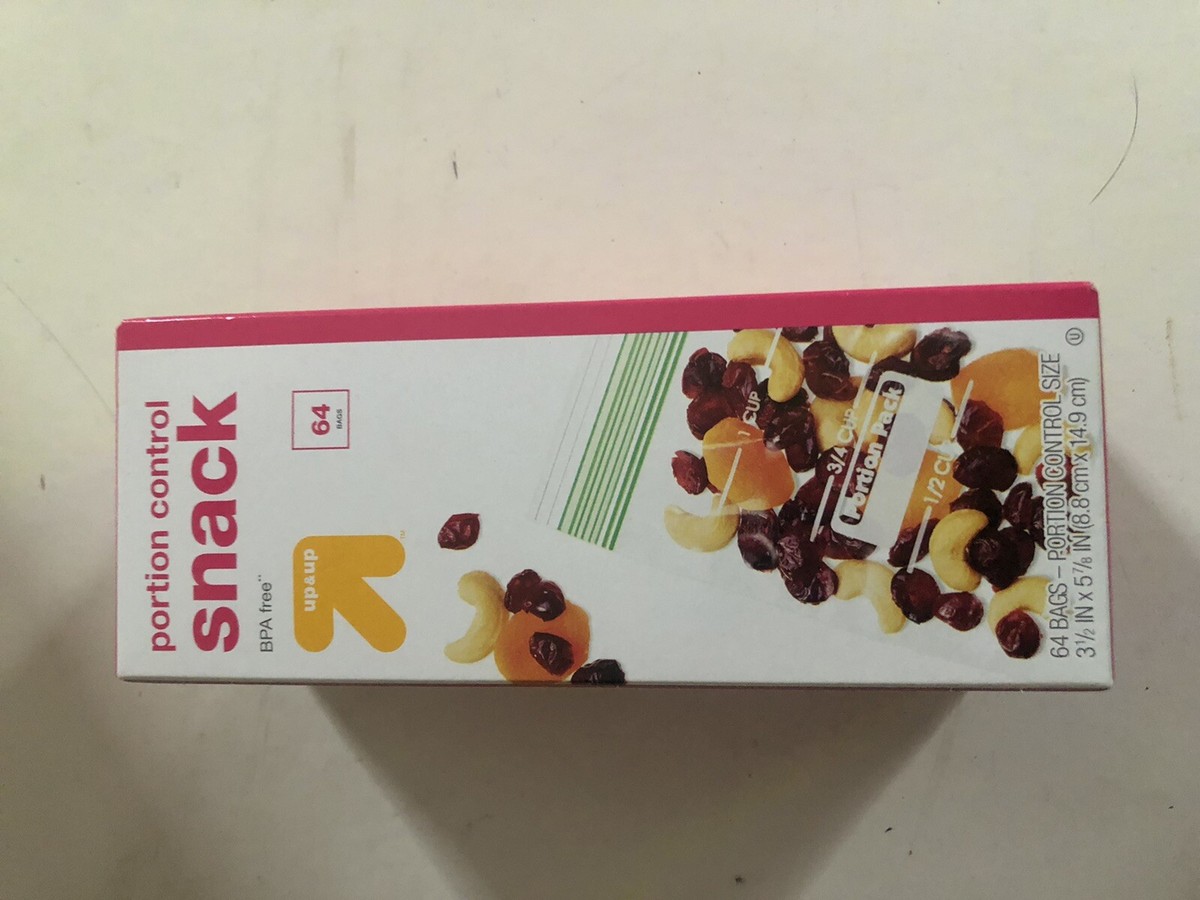 portion control
snack
BPA free**
64
BAGS
up&up
™
1 CUP
3/4 CUP
Portion Pack
1/2 CUP
64 BAGS – PORTION CONTROL SIZE
3½ IN x 5⅞ IN (8.8 cm x 14.9 cm)
U